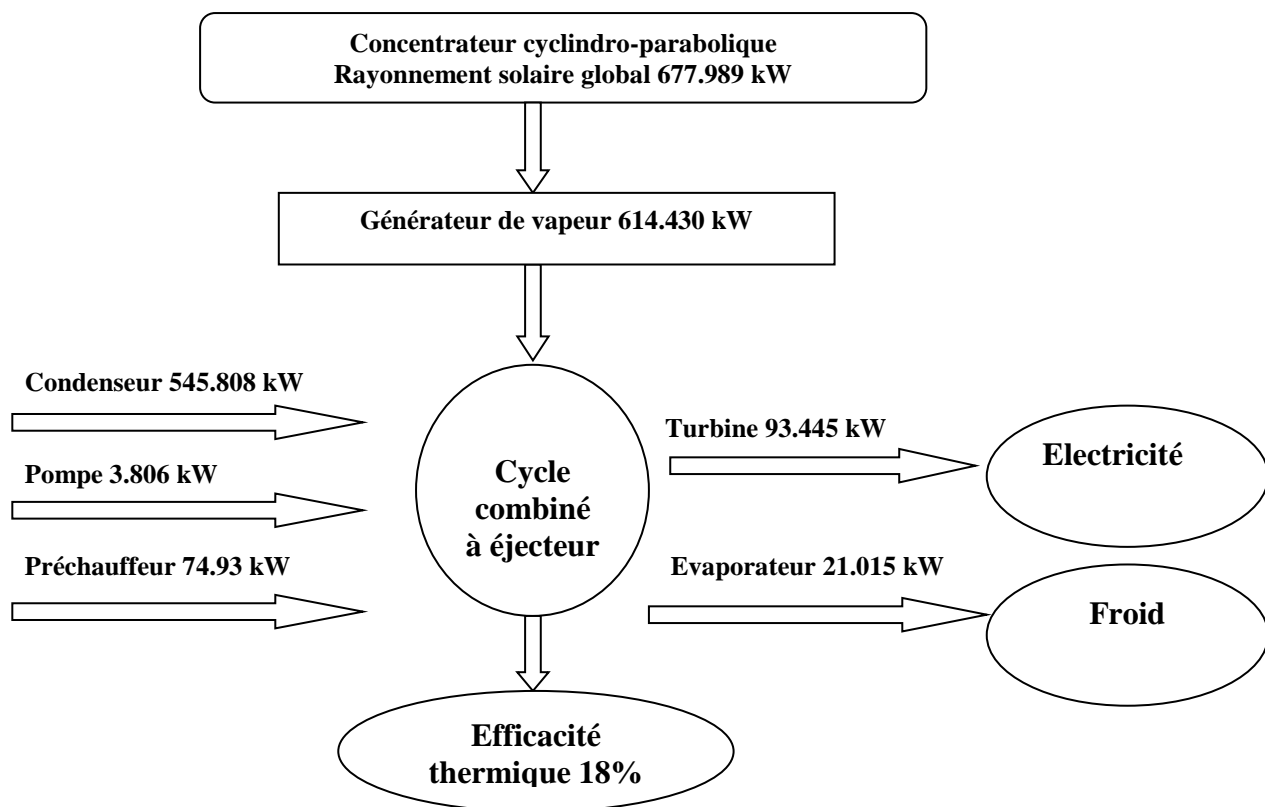 Concentrateur cyclindro-parabolique
Rayonnement solaire global 677.989 kW
Générateur de vapeur 614.430 kW
Condenseur 545.808 kW
Pompe 3.806 kW
Préchauffeur 74.93 kW
Cycle
combiné
à éjecteur
Turbine 93.445 kW
Electricité
Evaporateur 21.015 kW
Froid
Efficacité
thermique 18%